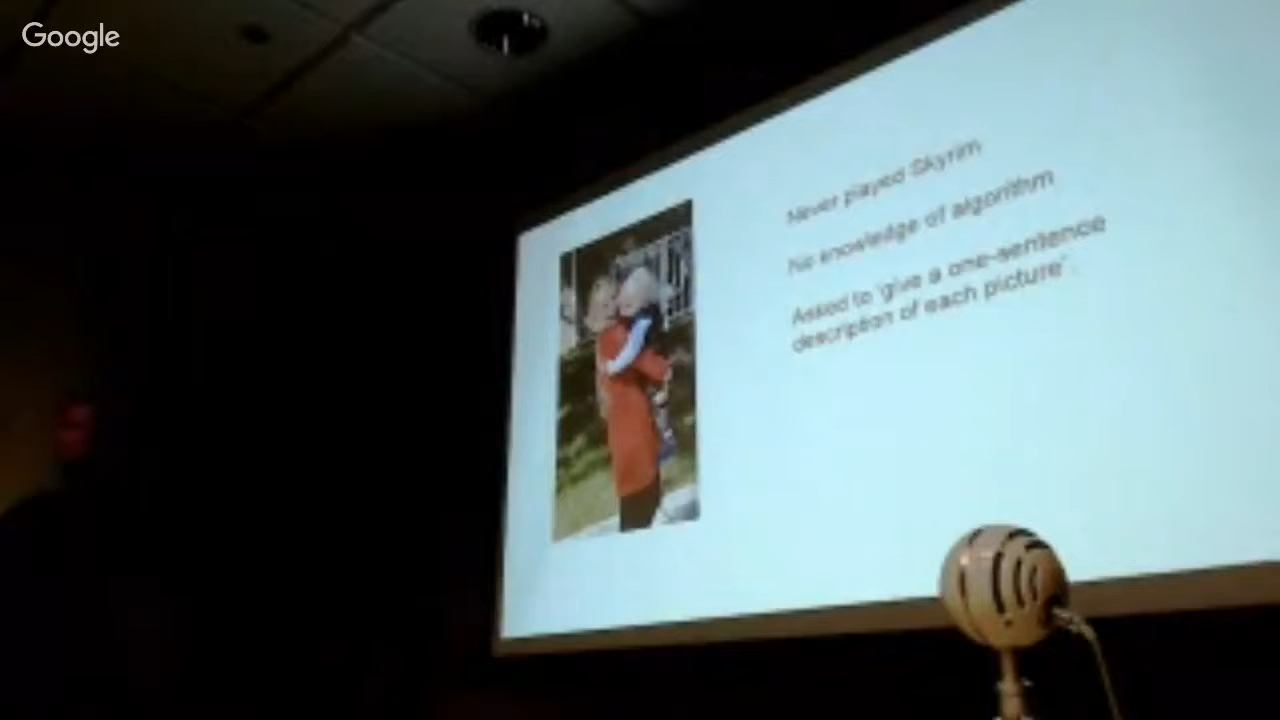 Google
Never played Skyrim
No knowledge of algorithm
Asked to 'give a one-sentence
description of each picture'.